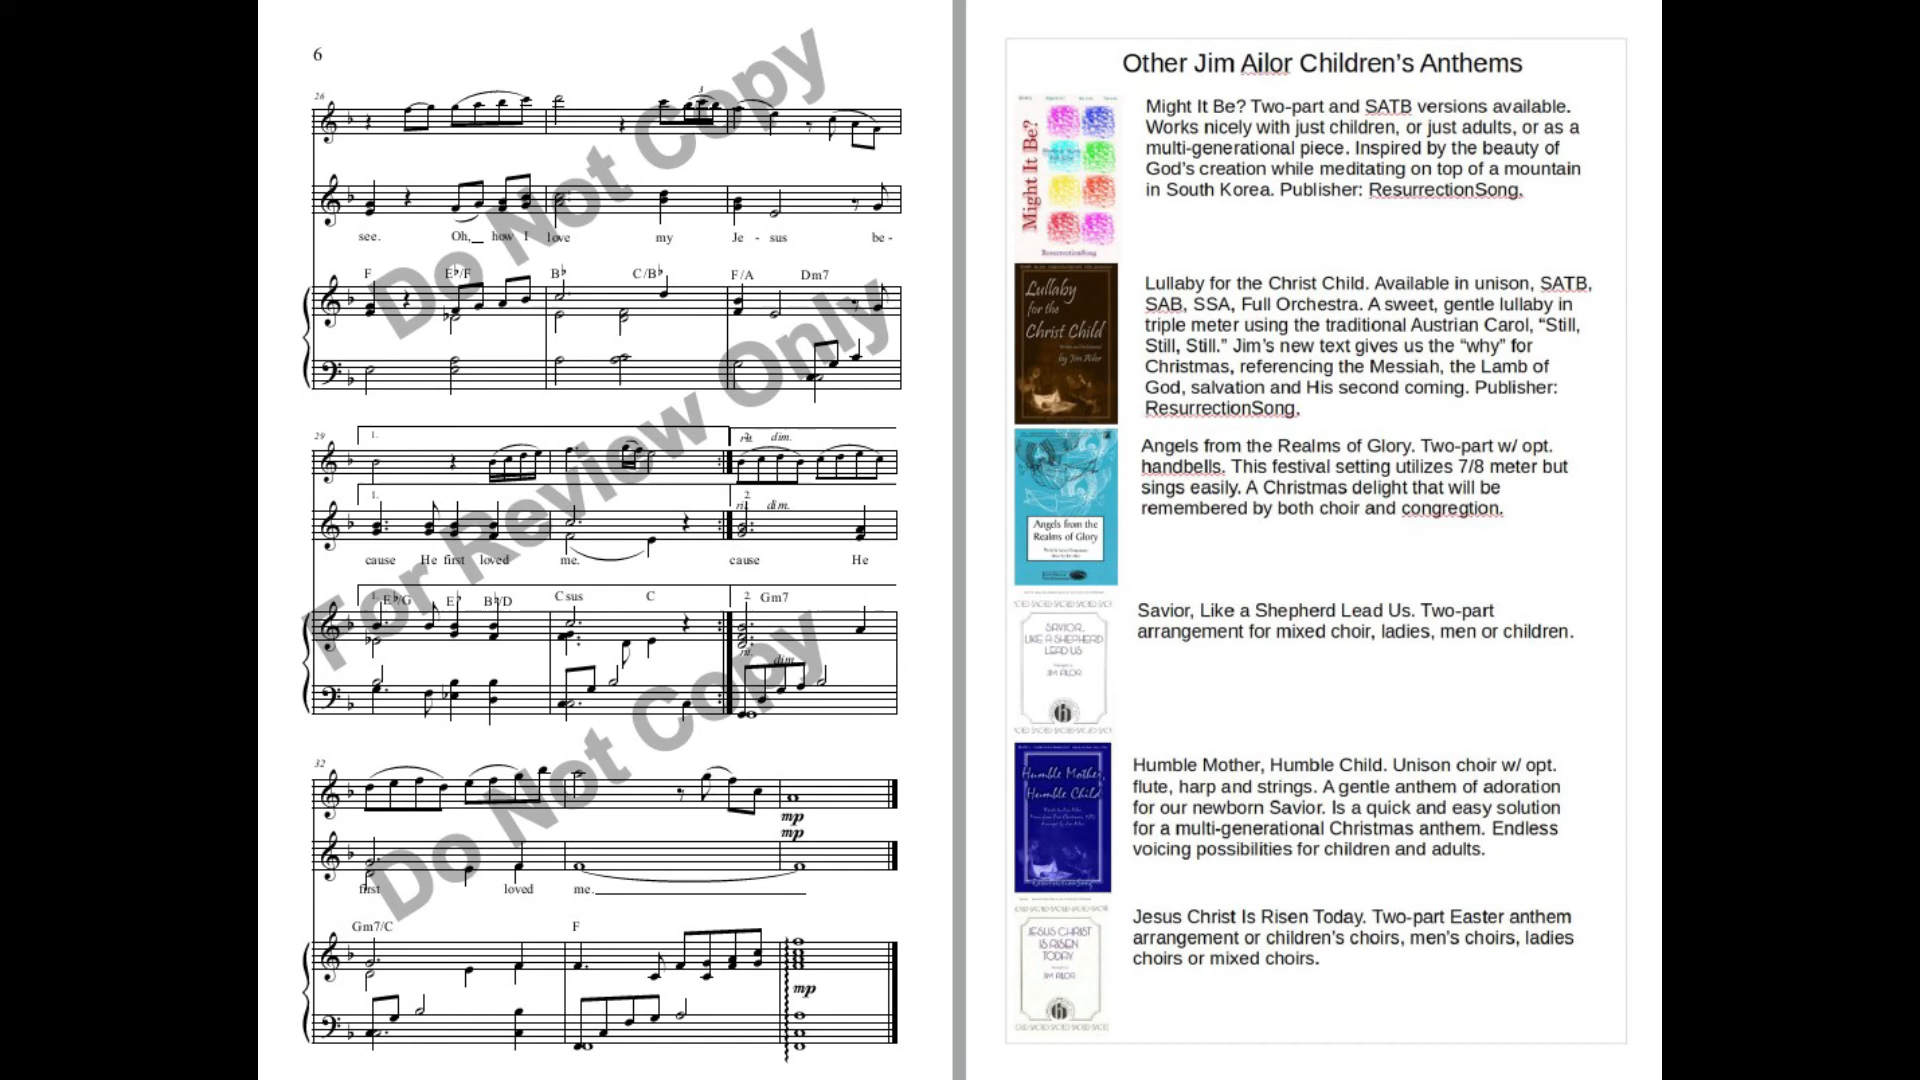 6
Do Not Copy
For Review Only
Do Not Copy
26
3
see. Oh,_ how I love my Je - sus be -
F E♭/F B♭ C/B♭ F/A Dm7
29
1. 2. rit. dim.
1. 2. rit. dim.
cause He first loved me. cause He
1. E♭/G E♭ B♭/D C sus C 2. Gm7
rit. dim.
32
mp
mp
first loved me.
Gm7/C F
mp
Other Jim Ailor Children’s Anthems
Might It Be?
ResurrectionSong
Might It Be? Two-part and SATB versions available.
Works nicely with just children, or just adults, or as a
multi-generational piece. Inspired by the beauty of
God’s creation while meditating on top of a mountain
in South Korea. Publisher: ResurrectionSong.
Lullaby
for the
Christ Child
by Jim Ailor
Lullaby for the Christ Child. Available in unison, SATB,
SAB, SSA, Full Orchestra. A sweet, gentle lullaby in
triple meter using the traditional Austrian Carol, “Still,
Still, Still.” Jim’s new text gives us the “why” for
Christmas, referencing the Messiah, the Lamb of
God, salvation and His second coming. Publisher:
ResurrectionSong.
Angels from the
Realms of Glory
Angels from the Realms of Glory. Two-part w/ opt.
handbells. This festival setting utilizes 7/8 meter but
sings easily. A Christmas delight that will be
remembered by both choir and congregtion.
SAVIOR,
LIKE A SHEPHERD
LEAD US
JIM AILOR
Savior, Like a Shepherd Lead Us. Two-part
arrangement for mixed choir, ladies, men or children.
Humble Mother,
Humble Child
ResurrectionSong
Humble Mother, Humble Child. Unison choir w/ opt.
flute, harp and strings. A gentle anthem of adoration
for our newborn Savior. Is a quick and easy solution
for a multi-generational Christmas anthem. Endless
voicing possibilities for children and adults.
JESUS CHRIST
IS RISEN
TODAY
JIM AILOR
Jesus Christ Is Risen Today. Two-part Easter anthem
arrangement or children’s choirs, men’s choirs, ladies
choirs or mixed choirs.